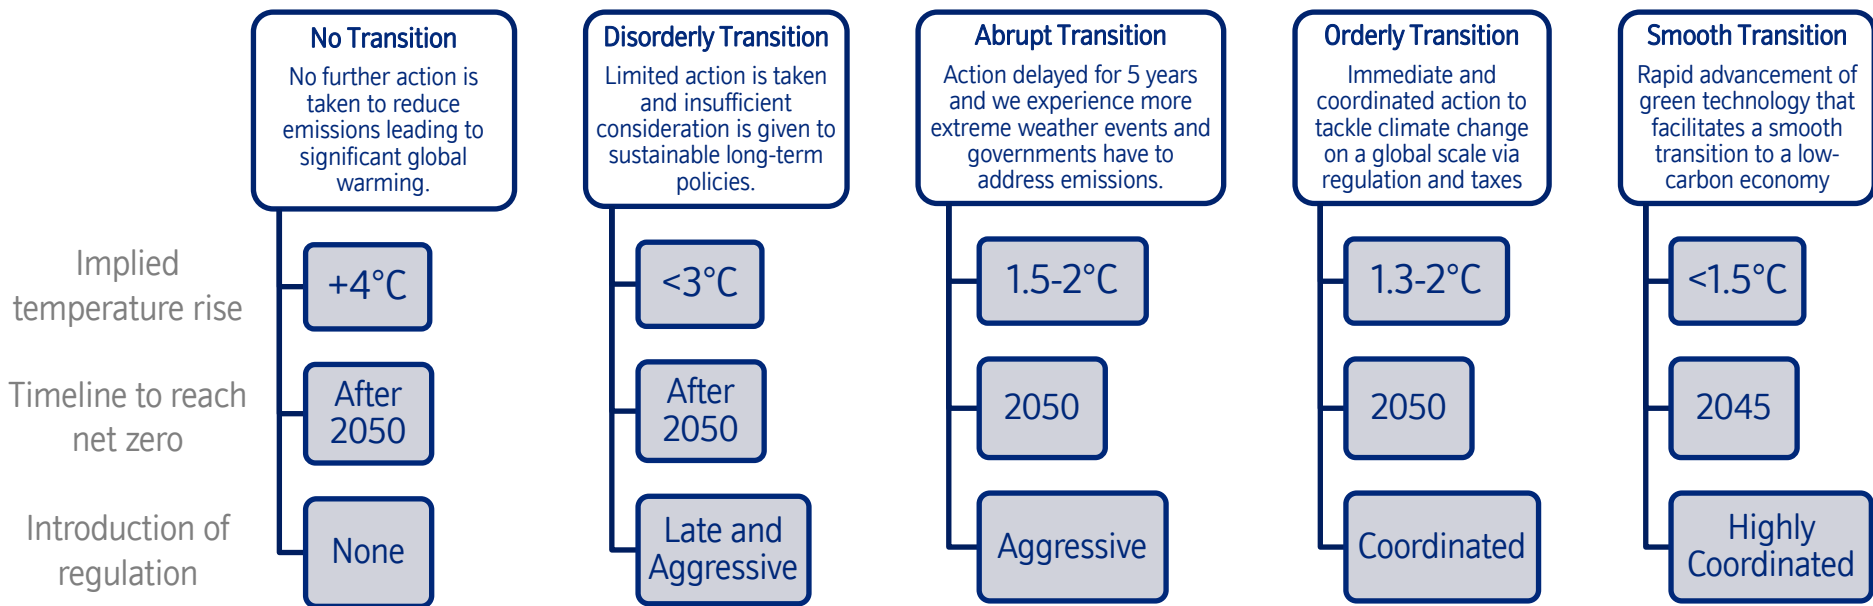 No Transition
No further action is
taken to reduce
emissions leading to
significant global
warming.
Disorderly Transition
Limited action is taken
and insufficient
consideration is given to
sustainable long-term
policies.
Abrupt Transition
Action delayed for 5 years
and we experience more
extreme weather events and
governments have to
address emissions.
Orderly Transition
Immediate and
coordinated action to
tackle climate change
on a global scale via
regulation and taxes
Smooth Transition
Rapid advancement of
green technology that
facilitates a smooth
transition to a low-
carbon economy
Implied
temperature rise
+4°C
<3°C
1.5-2°C
1.3-2°C
<1.5°C
Timeline to reach
net zero
After
2050
After
2050
2050
2050
2045
Introduction of
regulation
None
Late and
Aggressive
Aggressive
Coordinated
Highly
Coordinated